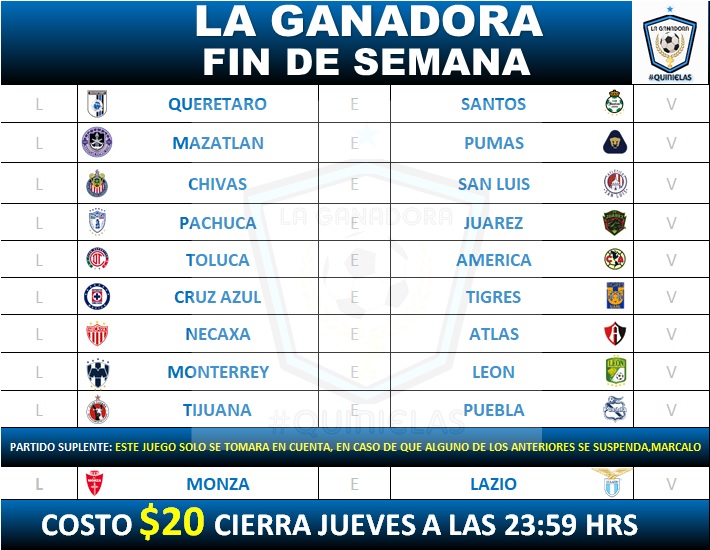 LA GANADORA
FIN DE SEMANA
LA GANADORA
#QUINIELAS
L QUERETARO E SANTOS V
L MAZATLAN E PUMAS V
L CHIVAS E SAN LUIS V
L PACHUCA E JUAREZ V
L TOLUCA E AMERICA V
L CRUZ AZUL E TIGRES V
L NECAXA E ATLAS V
L MONTERREY E LEON V
L TIJUANA E PUEBLA V
LA GANADORA
#QUINIELAS
PARTIDO SUPLENTE: ESTE JUEGO SOLO SE TOMARA EN CUENTA, EN CASO DE QUE ALGUNO DE LOS ANTERIORES SE SUSPENDA,MARCALO
L MONZA E LAZIO V
COSTO $20 CIERRA JUEVES A LAS 23:59 HRS